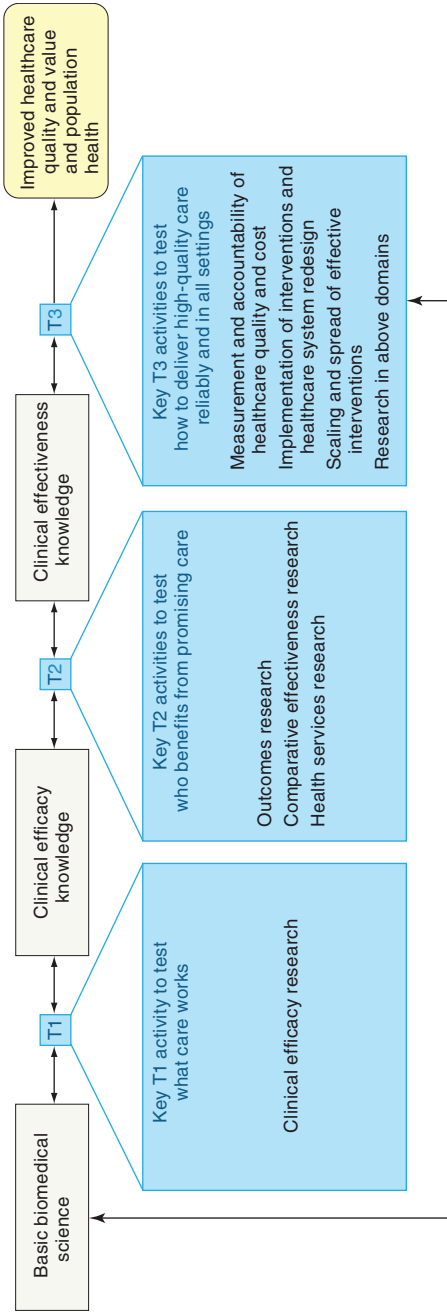 Basic biomedical
science
T1
Clinical efficacy
knowledge
T2
Clinical effectiveness
knowledge
T3
Improved healthcare
quality and value
and population
health
Key T1 activity to test
what care works
Clinical efficacy research
Key T2 activities to test
who benefits from promising care
Outcomes research
Comparative effectiveness research
Health services research
Key T3 activities to test
how to deliver high-quality care
reliably and in all settings
Measurement and accountability of
healthcare quality and cost
Implementation of interventions and
healthcare system redesign
Scaling and spread of effective
interventions
Research in above domains